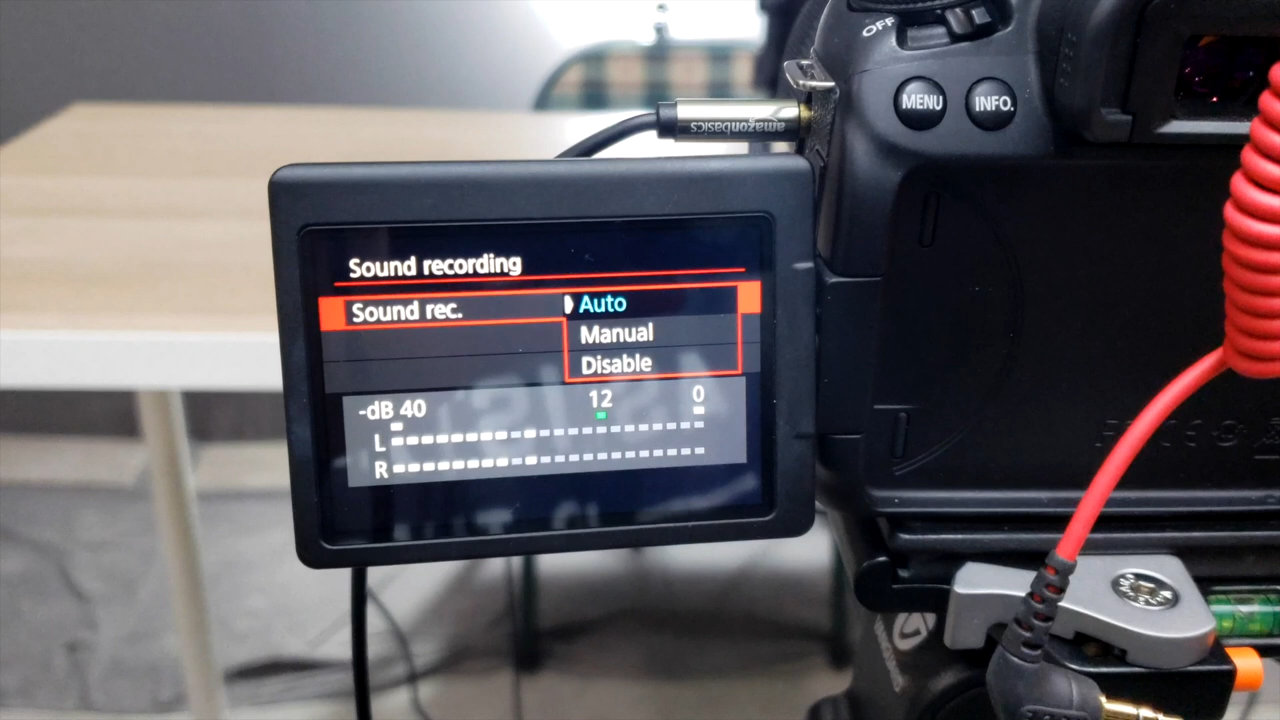 OFF
MENU INFO.
amazonbasics
Sound recording
Sound rec. Auto
Manual
Disable
-dB 40 12 0
L
R